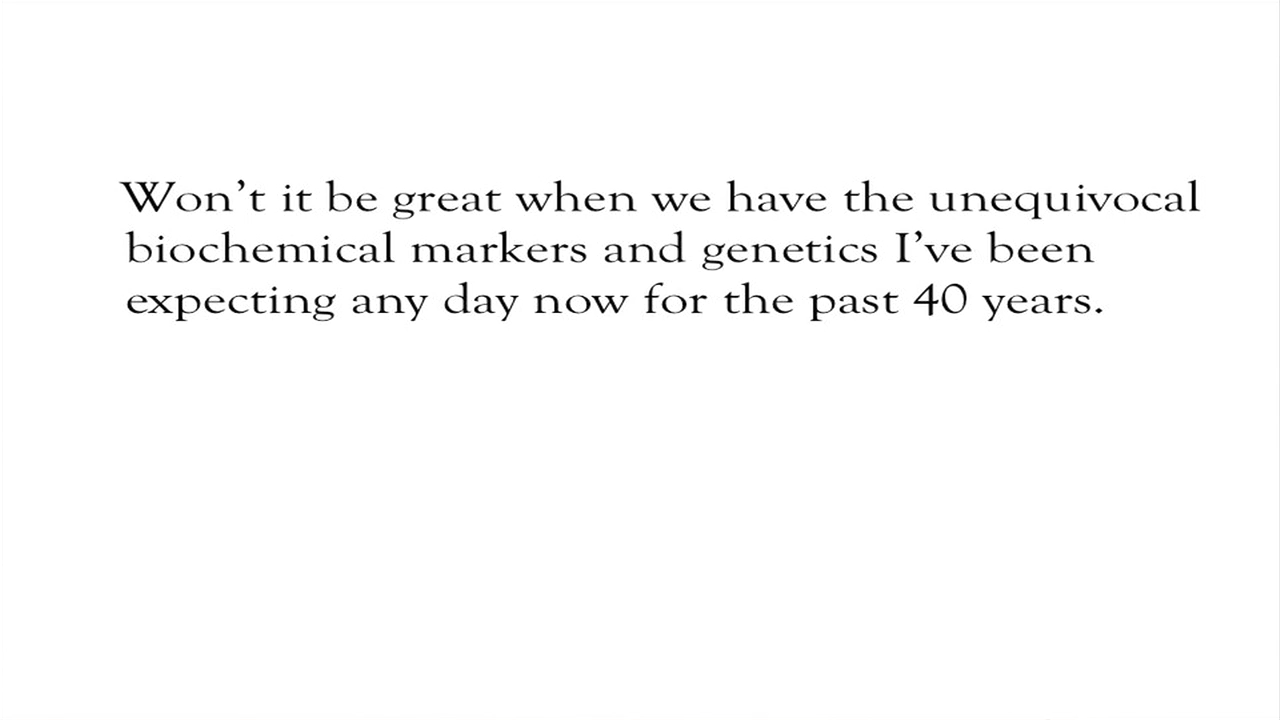 Won’t it be great when we have the unequivocal
biochemical markers and genetics I’ve been
expecting any day now for the past 40 years.